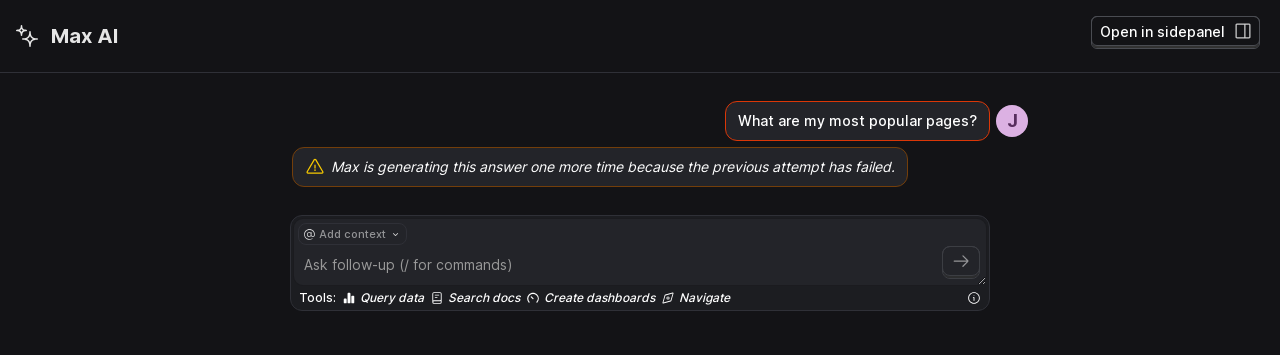 Max AI
Open in sidepanel
What are my most popular pages?
J
Max is generating this answer one more time because the previous attempt has failed.
@ Add context
Ask follow-up (/ for commands)
Tools: Query data Search docs Create dashboards Navigate